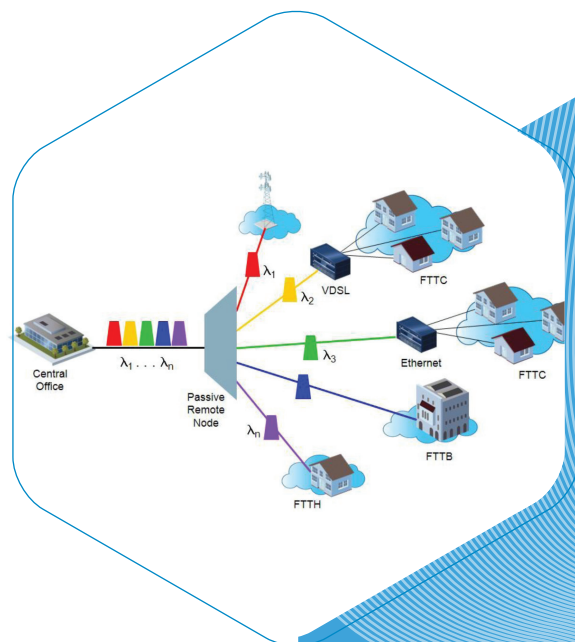 λ1
λ2
VDSL
FTTC
λ1 . . . λn
Central
Office
Passive
Remote
Node
λ3
Ethernet
FTTC
λn
FTTB
FTTH